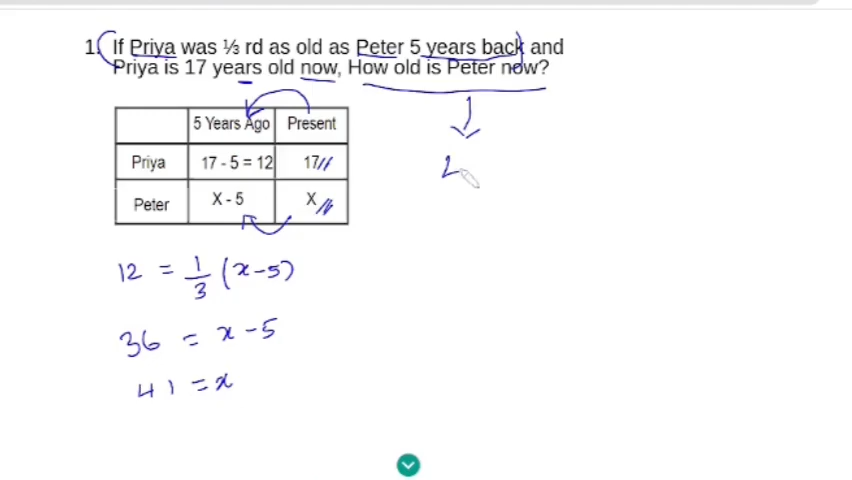 1. If Priya was ⅓ rd as old as Peter 5 years back and
Priya is 17 years old now, How old is Peter now?
5 Years Ago Present
Priya 17 - 5 = 12 17
Peter X - 5 X
12 = 1/3 (x-5)
36 = x-5
41 = x